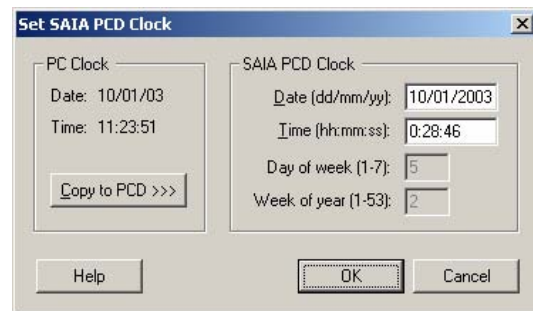 Set SAIA PCD Clock
PC Clock
Date: 10/01/03
Time: 11:23:51
Copy to PCD >>>
SAIA PCD Clock
Date (dd/mm/yy): 10/01/2003
Time (hh:mm:ss): 0:28:46
Day of week (1-7): 5
Week of year (1-53): 2
Help
OK
Cancel